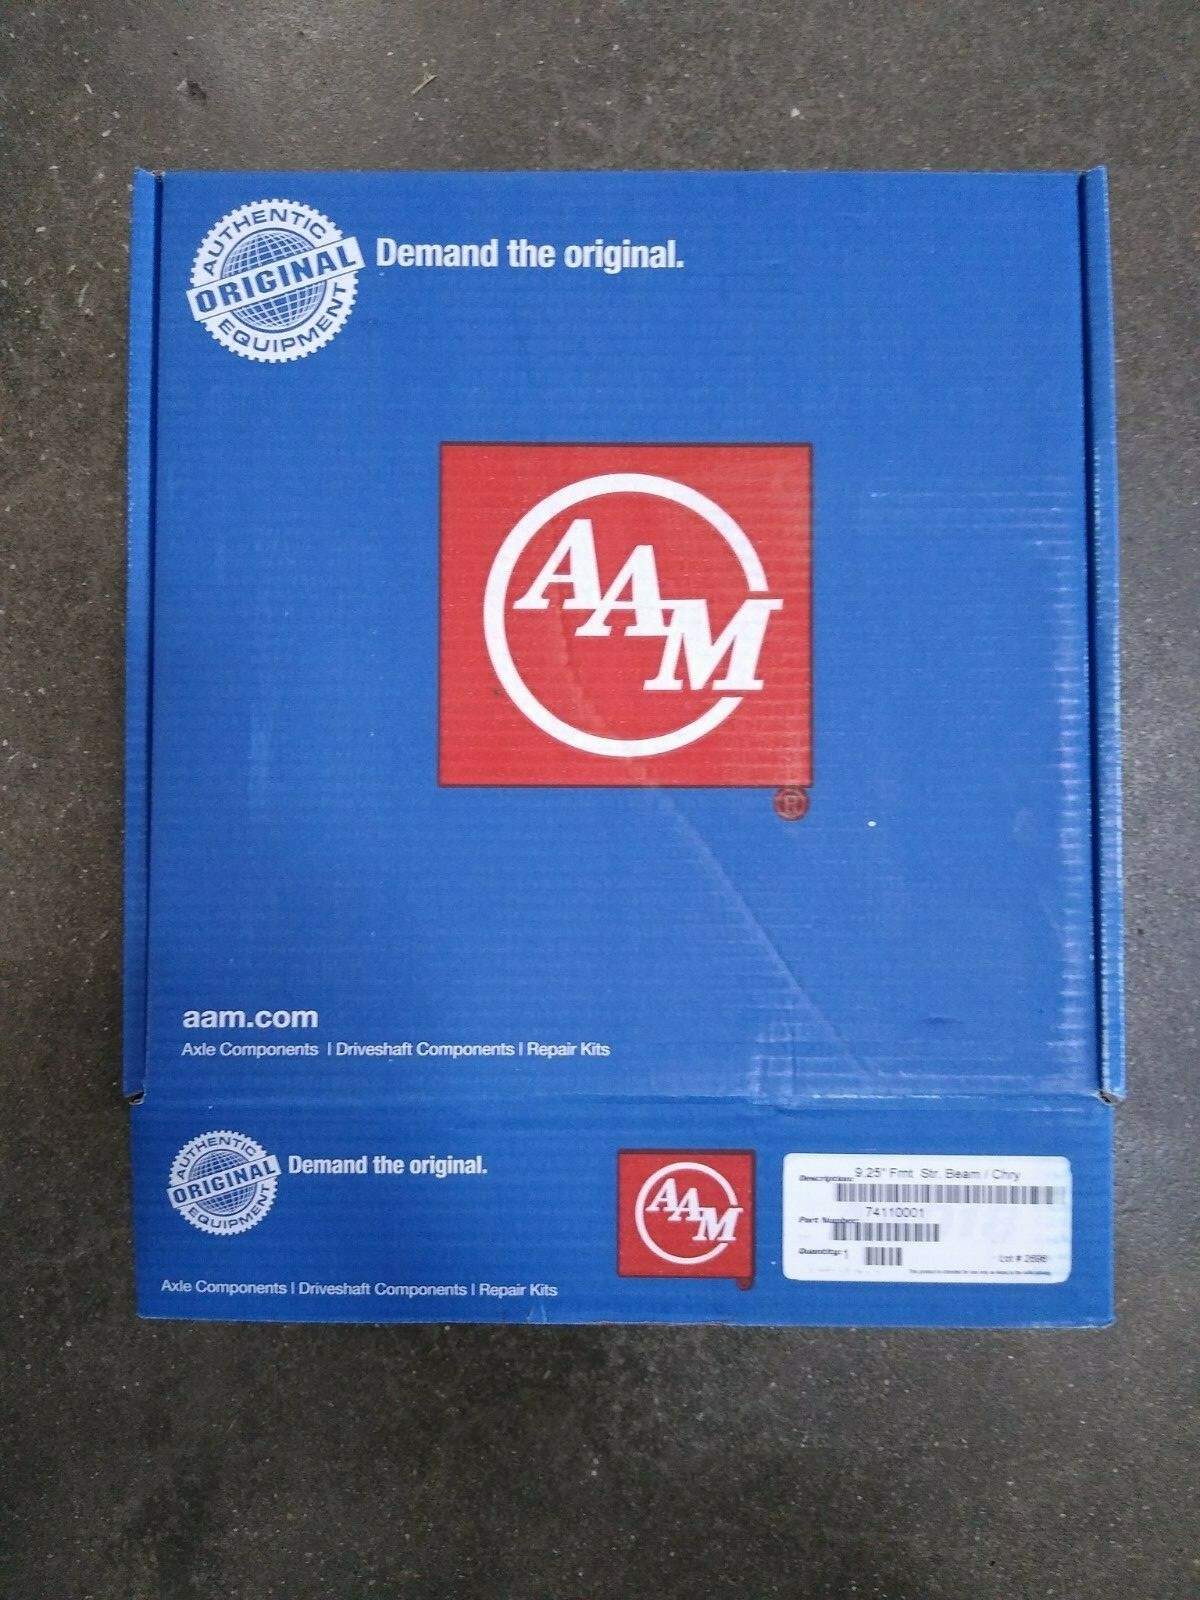 AUTHENTIC
ORIGINAL
EQUIPMENT
Demand the original.
AAM
®
aam.com
Axle Components | Driveshaft Components | Repair Kits
AUTHENTIC
ORIGINAL
EQUIPMENT
Demand the original.
AAM
Axle Components | Driveshaft Components | Repair Kits
Description: 9.25" Frnt. Str. Beam / Chry
74110001
Part Number:
Quantity: 1
Lot # 2696